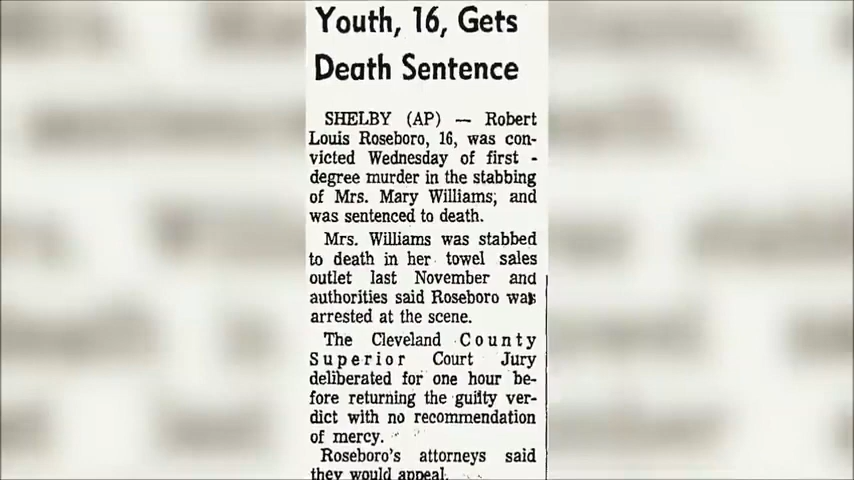 Youth, 16, Gets
Death Sentence
SHELBY (AP) — Robert
Louis Roseboro, 16, was con-
victed Wednesday of first -
degree murder in the stabbing
of Mrs. Mary Williams, and
was sentenced to death.
Mrs. Williams was stabbed
to death in her towel sales
outlet last November and
authorities said Roseboro was
arrested at the scene.
The Cleveland County
Superior Court Jury
deliberated for one hour be-
fore returning the guilty ver-
dict with no recommendation
of mercy.
Roseboro's attorneys said
they would appeal.